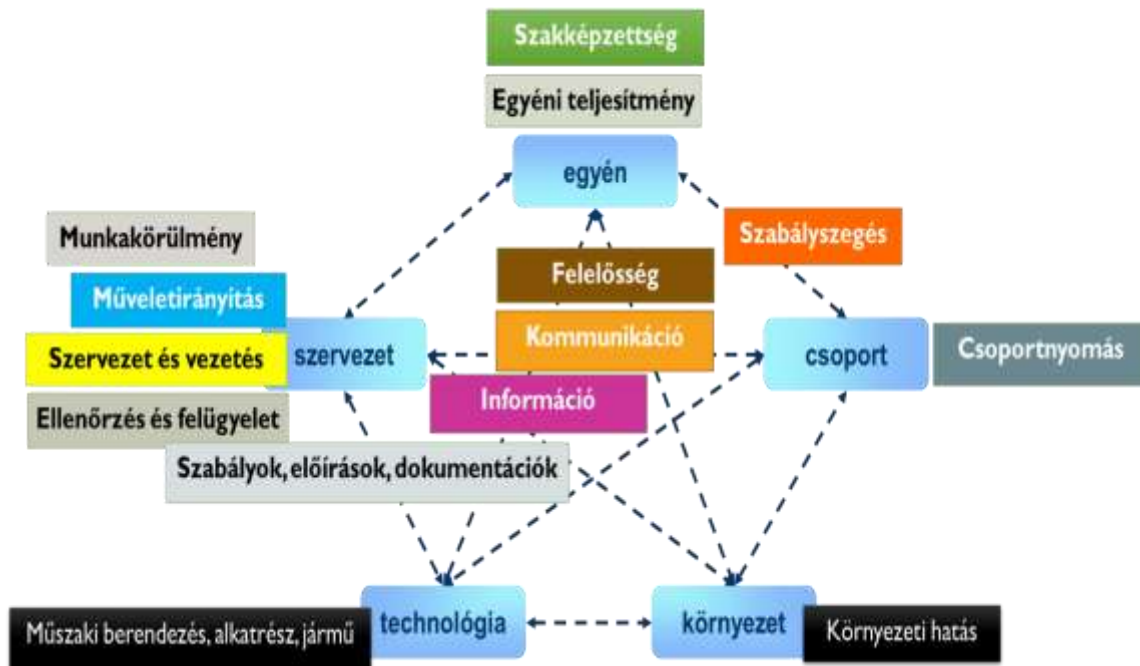 Szakképzettség
Egyéni teljesítmény
egyén
Munkakörülmény
Szabályszegés
Felelősség
Műveletirányítás
Kommunikáció
Szervezet és vezetés
szervezet
csoport
Csoportnyomás
Információ
Ellenőrzés és felügyelet
Szabályok, előírások, dokumentációk
Műszaki berendezés, alkatrész, jármű
technológia
környezet
Környezeti hatás